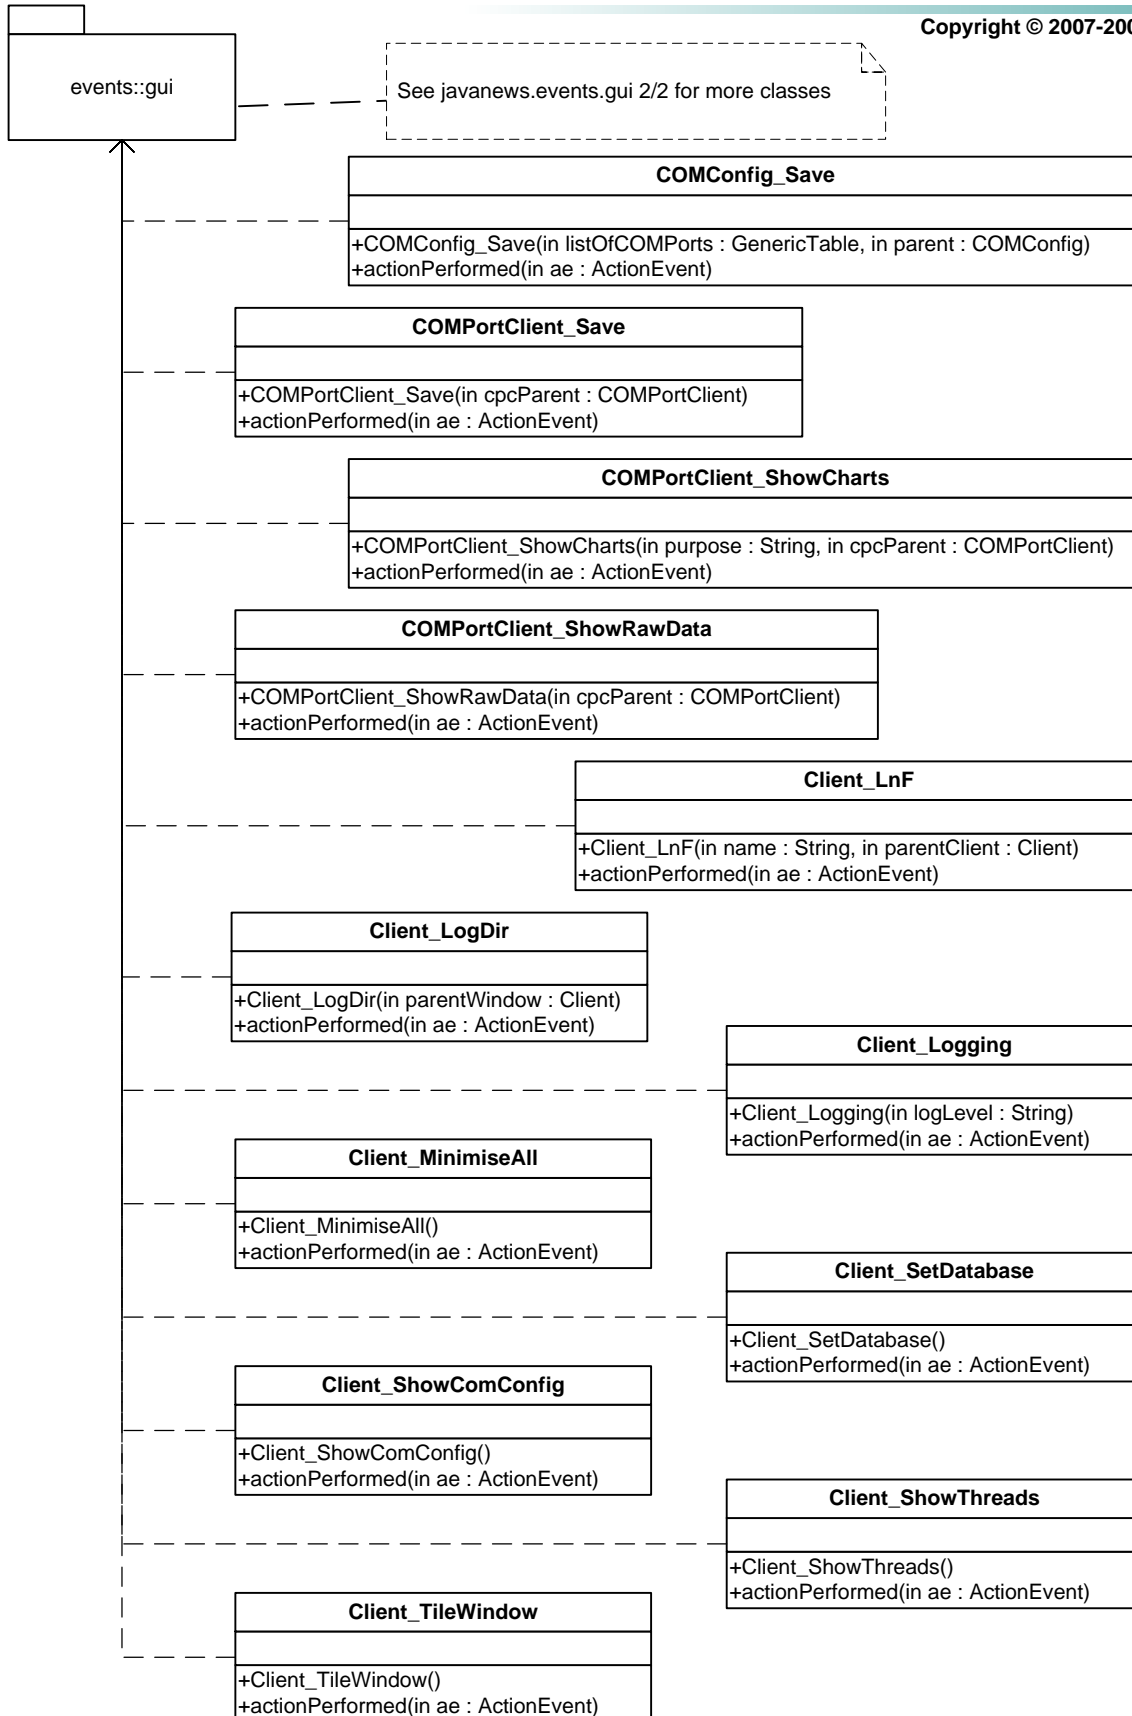 Copyright © 2007-200
events::gui
See javanews.events.gui 2/2 for more classes
COMConfig_Save
+COMConfig_Save(in listOfCOMPorts : GenericTable, in parent : COMConfig)
+actionPerformed(in ae : ActionEvent)
COMPortClient_Save
+COMPortClient_Save(in cpcParent : COMPortClient)
+actionPerformed(in ae : ActionEvent)
COMPortClient_ShowCharts
+COMPortClient_ShowCharts(in purpose : String, in cpcParent : COMPortClient)
+actionPerformed(in ae : ActionEvent)
COMPortClient_ShowRawData
+COMPortClient_ShowRawData(in cpcParent : COMPortClient)
+actionPerformed(in ae : ActionEvent)
Client_LnF
+Client_LnF(in name : String, in parentClient : Client)
+actionPerformed(in ae : ActionEvent)
Client_LogDir
+Client_LogDir(in parentWindow : Client)
+actionPerformed(in ae : ActionEvent)
Client_Logging
+Client_Logging(in logLevel : String)
+actionPerformed(in ae : ActionEvent)
Client_MinimiseAll
+Client_MinimiseAll()
+actionPerformed(in ae : ActionEvent)
Client_SetDatabase
+Client_SetDatabase()
+actionPerformed(in ae : ActionEvent)
Client_ShowComConfig
+Client_ShowComConfig()
+actionPerformed(in ae : ActionEvent)
Client_ShowThreads
+Client_ShowThreads()
+actionPerformed(in ae : ActionEvent)
Client_TileWindow
+Client_TileWindow()
+actionPerformed(in ae : ActionEvent)